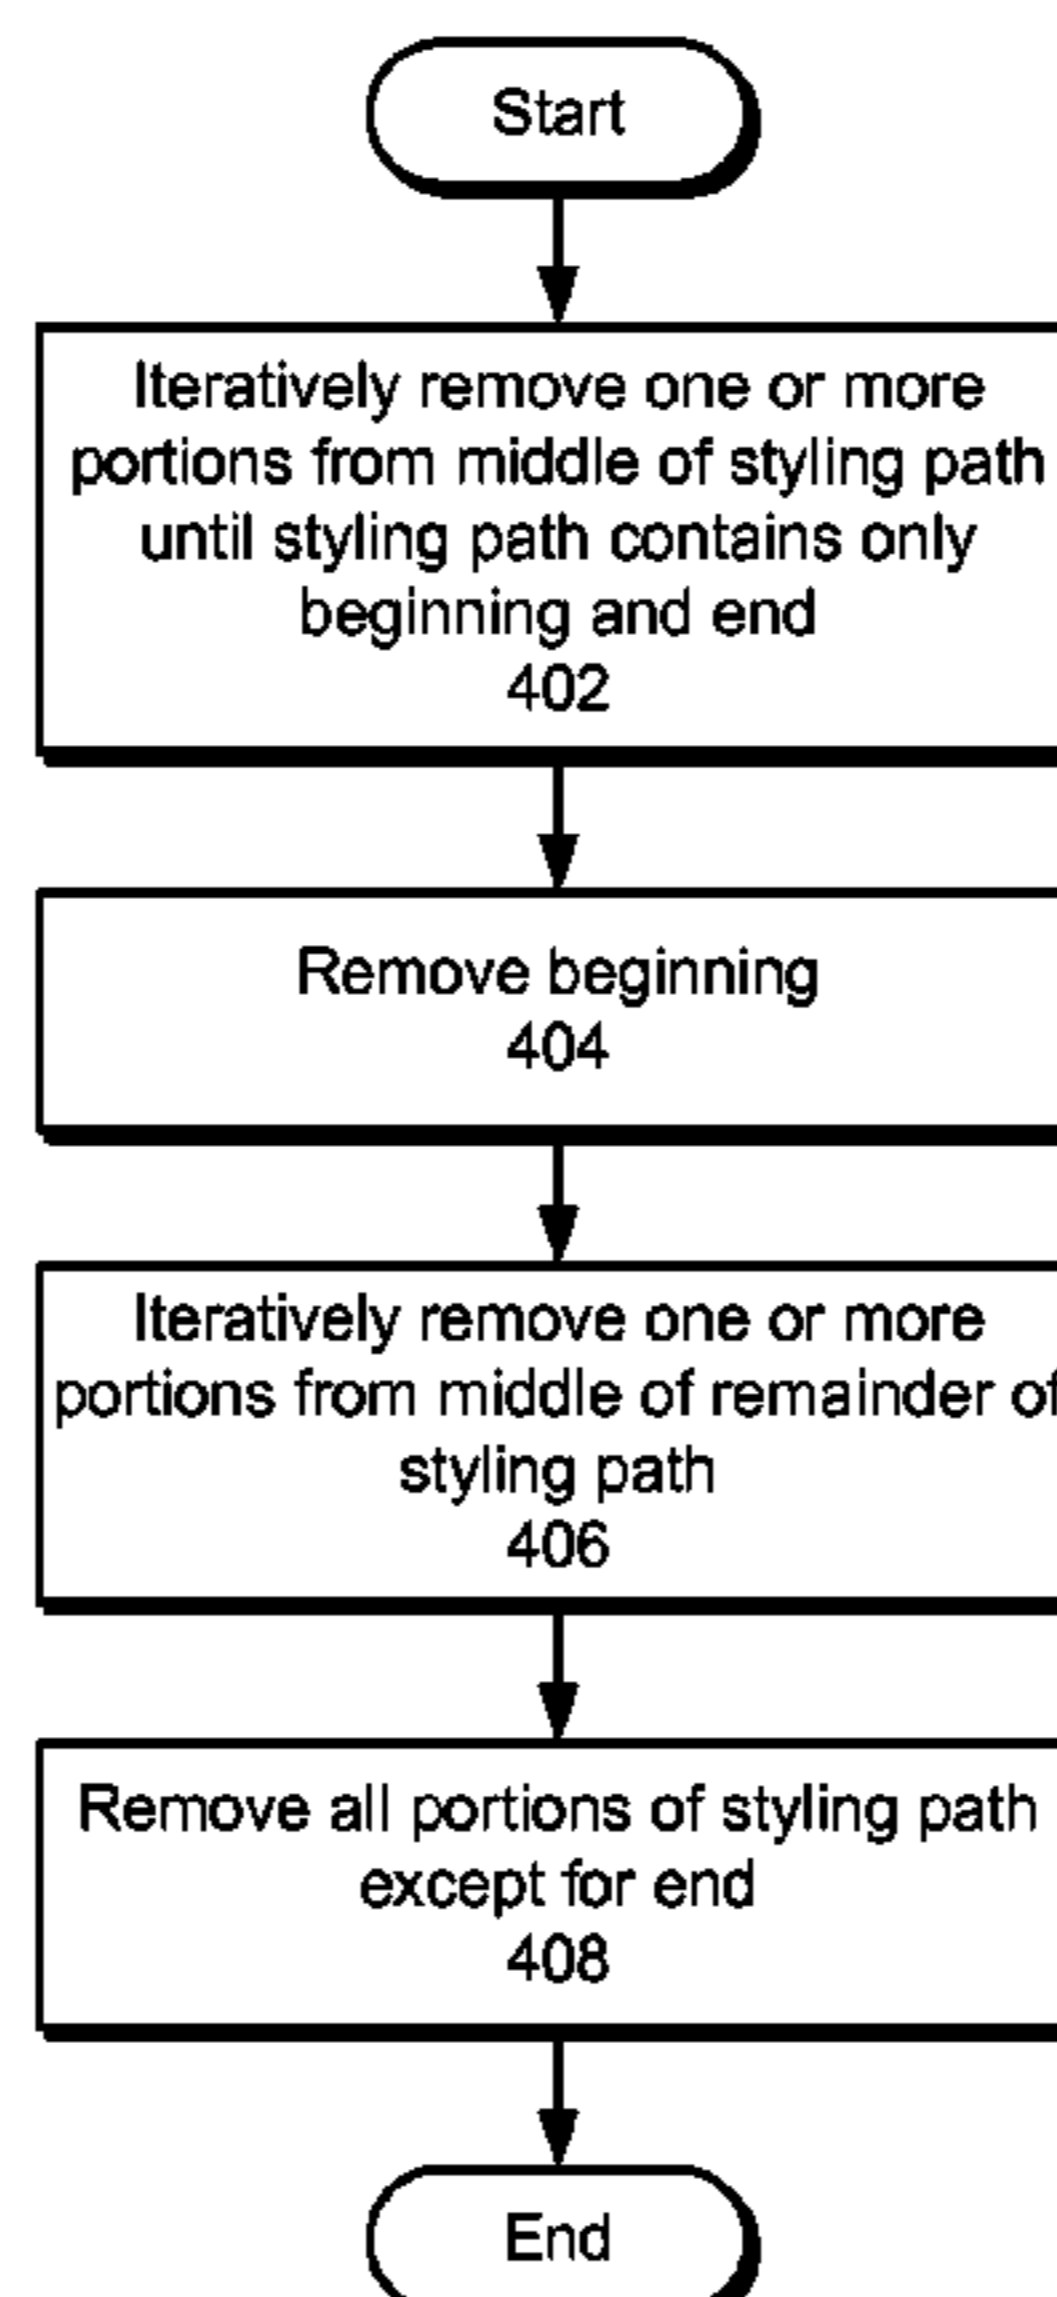 Start
Iteratively remove one or more
portions from middle of styling path
until styling path contains only
beginning and end
402
Remove beginning
404
Iteratively remove one or more
portions from middle of remainder of
styling path
406
Remove all portions of styling path
except for end
408
End